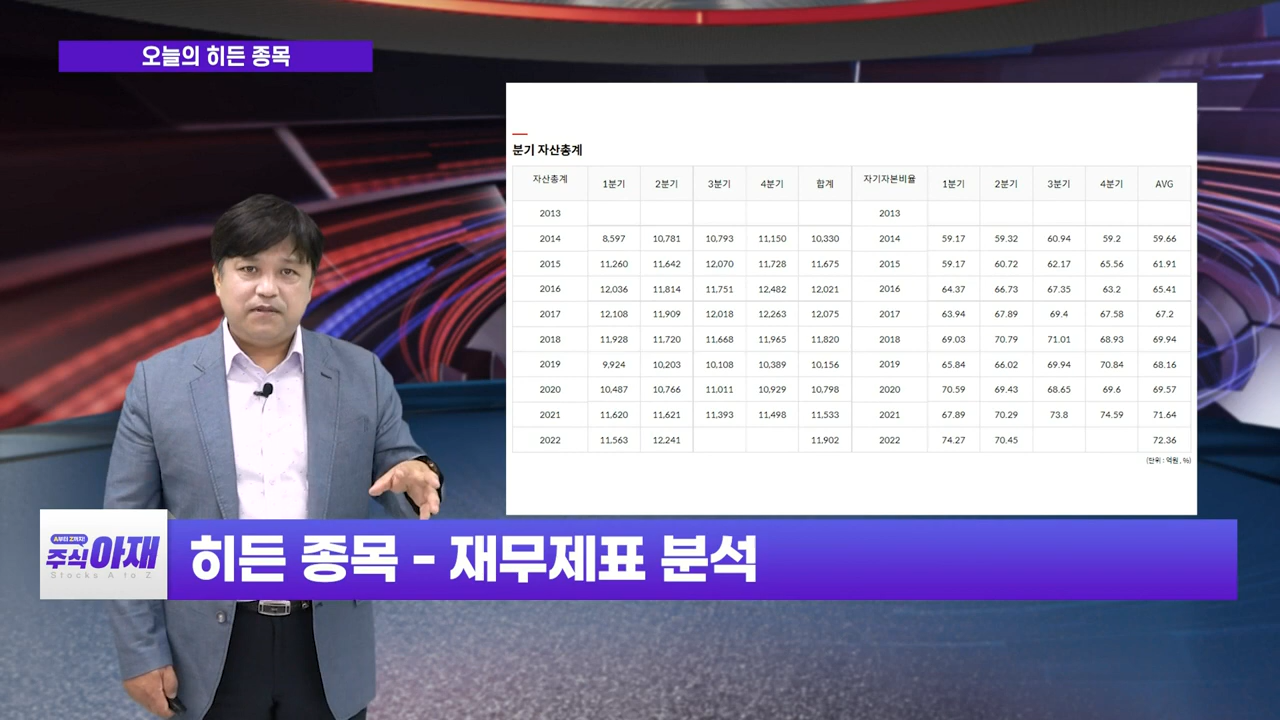 오늘의 히든 종목
분기 자산총계
자산총계 1분기 2분기 3분기 4분기 합계 자기자본비율 1분기 2분기 3분기 4분기 AVG
2013 2013
2014 8,597 10,781 10,793 11,150 10,330 2014 59.17 59.32 60.94 59.2 59.66
2015 11,260 11,642 12,070 11,728 11,675 2015 59.17 60.72 62.17 65.56 61.91
2016 12,036 11,814 11,751 12,482 12,021 2016 64.37 66.73 67.35 63.2 65.41
2017 12,108 11,909 12,018 12,263 12,075 2017 63.94 67.89 69.4 67.58 67.2
2018 11,928 11,720 11,668 11,965 11,820 2018 69.03 70.79 71.01 68.93 69.94
2019 9,924 10,203 10,108 10,389 10,156 2019 65.84 66.02 69.94 70.84 68.16
2020 10,487 10,766 11,011 10,929 10,798 2020 70.59 69.43 68.65 69.6 69.57
2021 11,620 11,621 11,393 11,498 11,533 2021 67.89 70.29 73.8 74.59 71.64
2022 11,563 12,241 11,902 2022 74.27 70.45 72.36
(단위 : 억원, %)
A부터 Z까지!
주식아재
Stocks A to Z
히든 종목 - 재무제표 분석